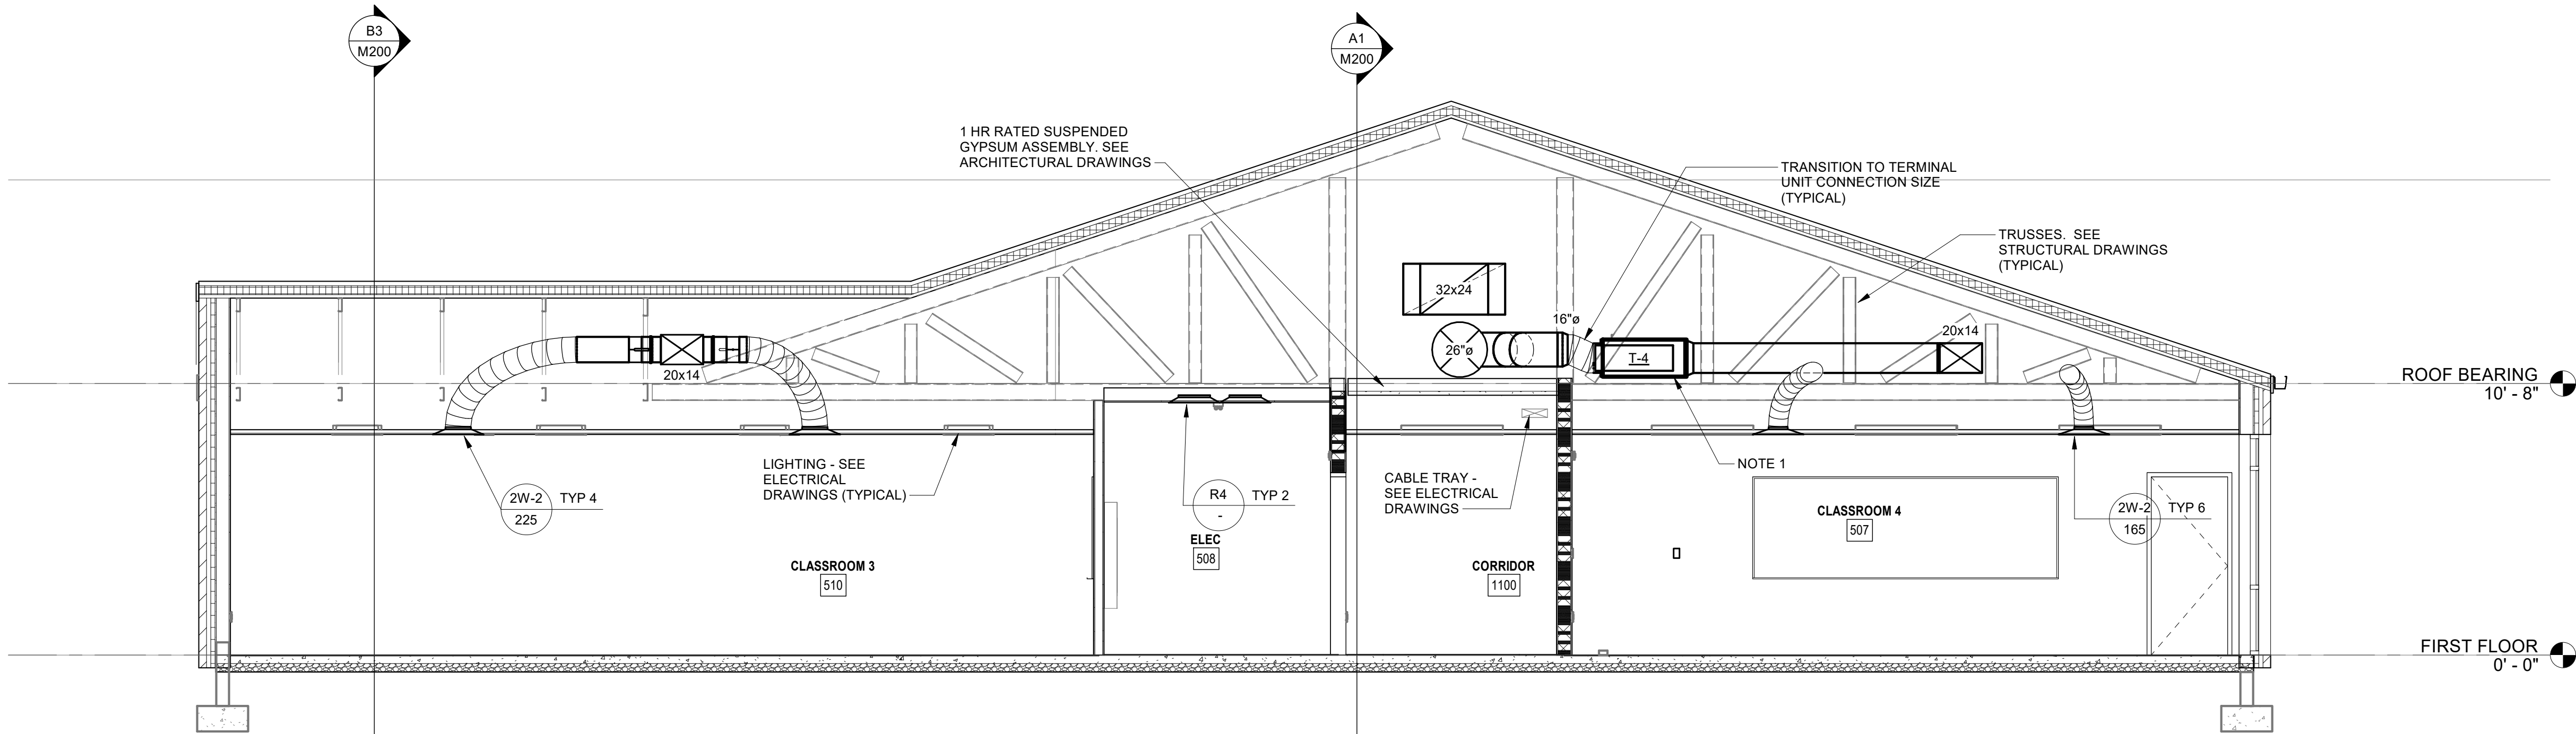 B3
M200
A1
M200
1 HR RATED SUSPENDED
GYPSUM ASSEMBLY. SEE
ARCHITECTURAL DRAWINGS
TRANSITION TO TERMINAL
UNIT CONNECTION SIZE
(TYPICAL)
TRUSSES.  SEE
STRUCTURAL DRAWINGS
(TYPICAL)
32x24
16"ø
26"ø
T-4
20x14
20x14
ROOF BEARING
10' - 8"
LIGHTING - SEE
ELECTRICAL
DRAWINGS (TYPICAL)
CABLE TRAY -
SEE ELECTRICAL
DRAWINGS
NOTE 1
2W-2 TYP 4
225
R4 TYP 2
-
2W-2 TYP 6
165
CLASSROOM 3
510
ELEC
508
CORRIDOR
1100
CLASSROOM 4
507
FIRST FLOOR
0' - 0"